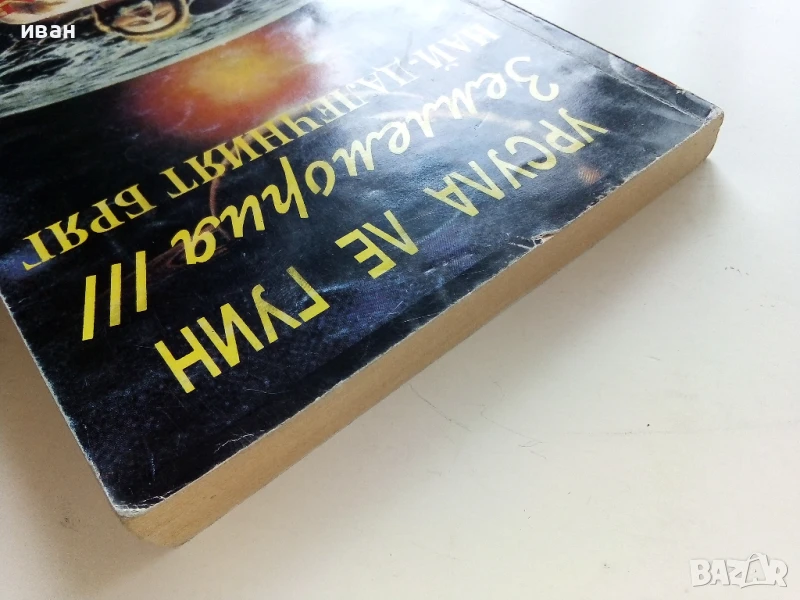 иван
УРСУЛА ЛЕ ГУИН
Землемория III
НАЙ-ДАЛЕЧНИЯТ БРЯГ
BAZAR